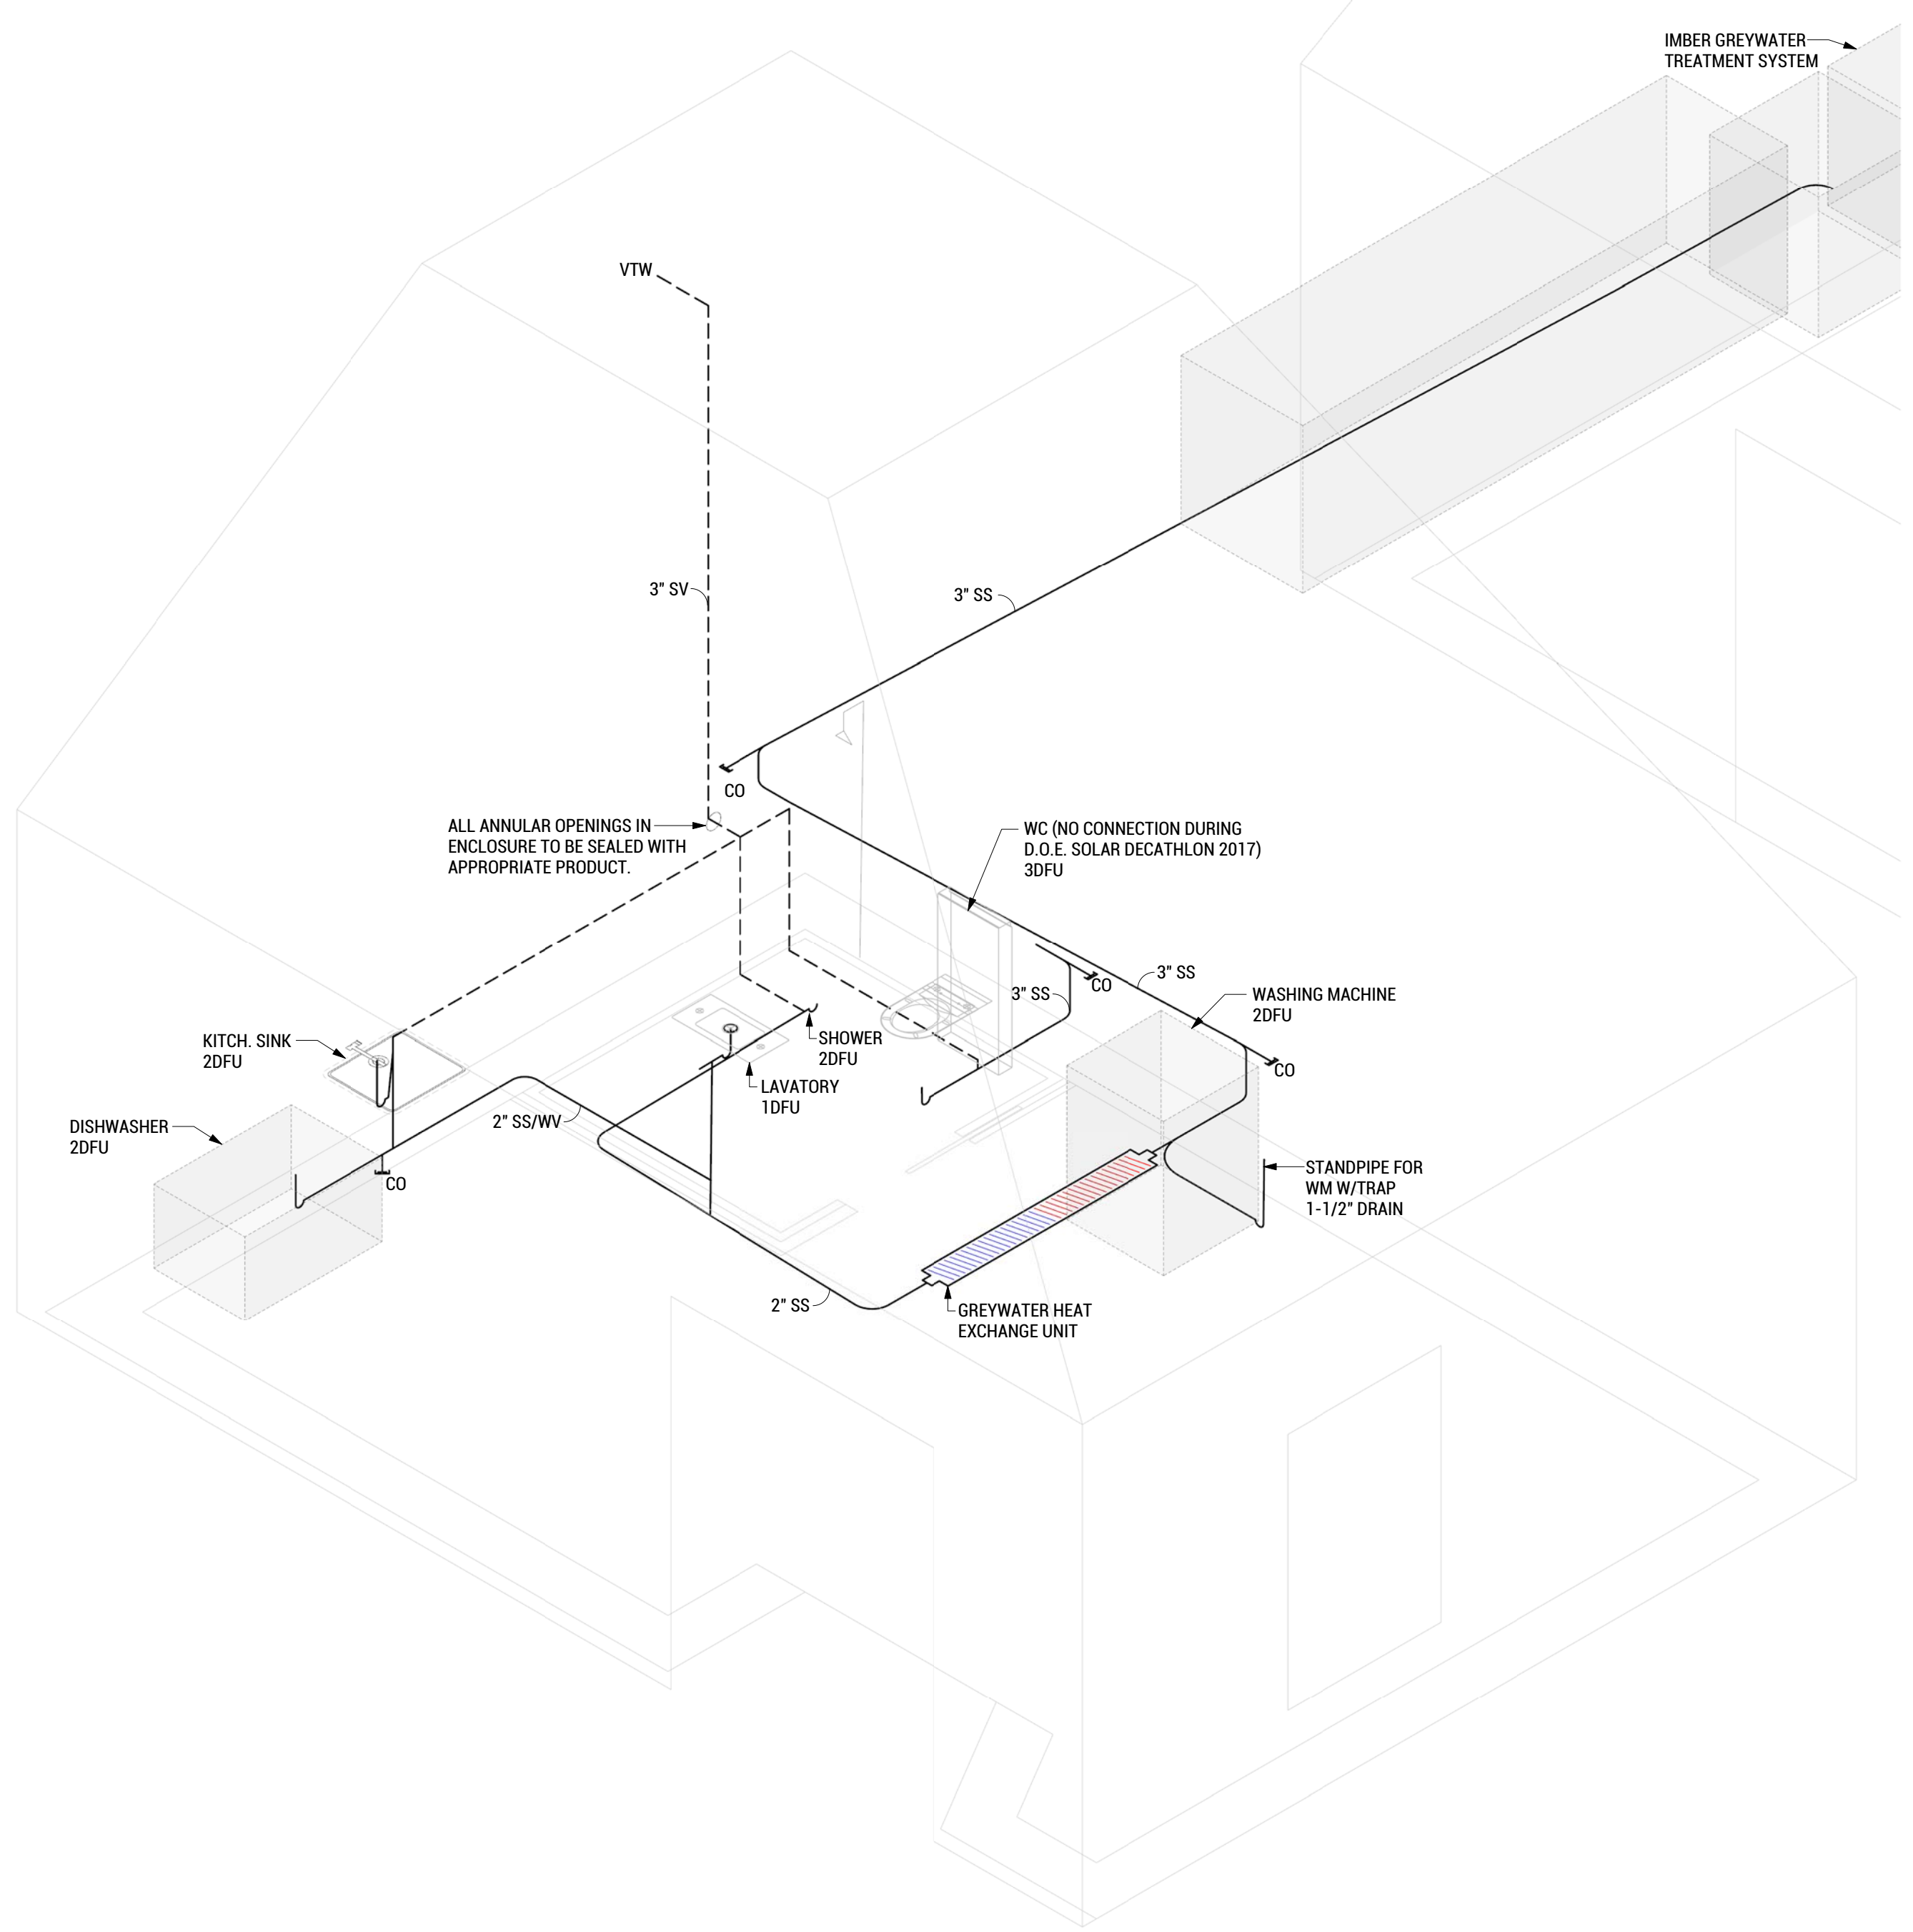 IMBER GREYWATER
TREATMENT SYSTEM
VTW
3" SV
3" SS
CO
ALL ANNULAR OPENINGS IN
ENCLOSURE TO BE SEALED WITH
APPROPRIATE PRODUCT.
WC (NO CONNECTION DURING
D.O.E. SOLAR DECATHLON 2017)
3DFU
3" SS
CO
3" SS
WASHING MACHINE
2DFU
KITCH. SINK
2DFU
SHOWER
2DFU
CO
LAVATORY
1DFU
DISHWASHER
2DFU
2" SS/WV
CO
STANDPIPE FOR
WM W/TRAP
1-1/2" DRAIN
2" SS
GREYWATER HEAT
EXCHANGE UNIT